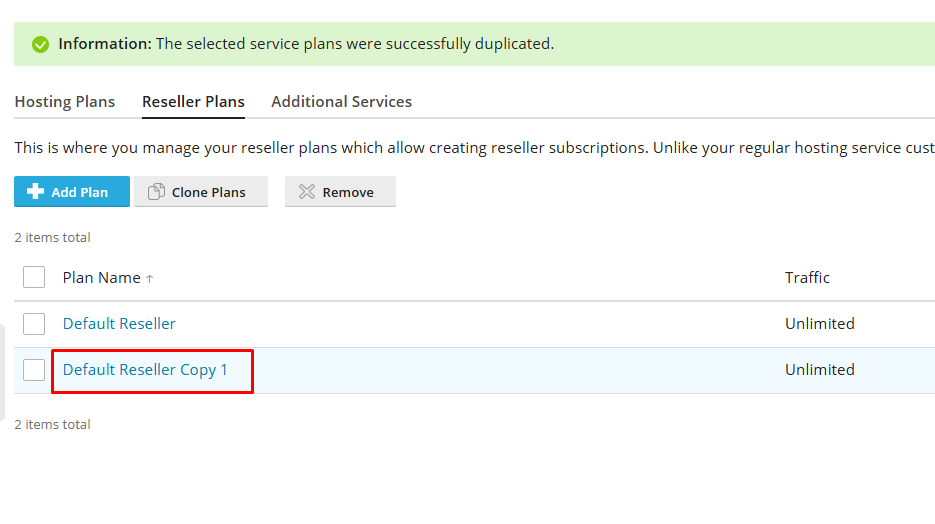 Information: The selected service plans were successfully duplicated.
Hosting Plans Reseller Plans Additional Services
This is where you manage your reseller plans which allow creating reseller subscriptions. Unlike your regular hosting service cust
Add Plan Clone Plans Remove
2 items total
Plan Name ↑ Traffic
Default Reseller Unlimited
Default Reseller Copy 1 Unlimited
2 items total